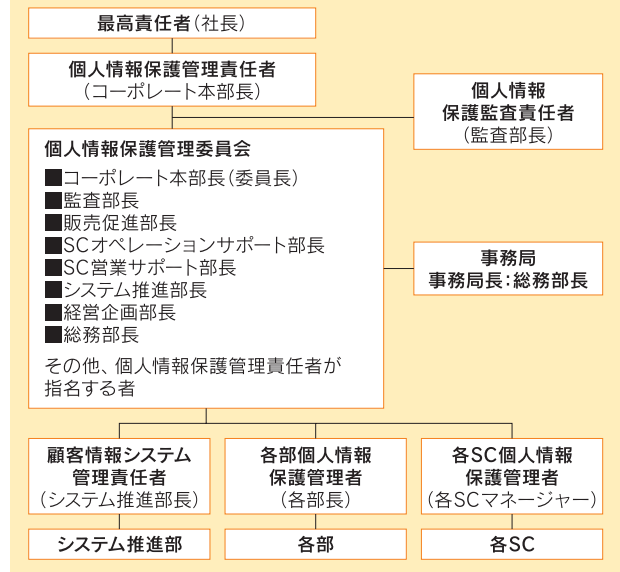 最高責任者(社長)
個人情報保護管理責任者
(コーポレート本部長)
個人情報
保護監査責任者
(監査部長)
個人情報保護管理委員会
■コーポレート本部長(委員長)
■監査部長
■販売促進部長
■SCオペレーションサポート部長
■SC営業サポート部長
■システム推進部長
■経営企画部長
■総務部長
その他、個人情報保護管理責任者が
指名する者
事務局
事務局長:総務部長
顧客情報システム
管理責任者
(システム推進部長)
各部個人情報
保護管理者
(各部長)
各SC個人情報
保護管理者
(各SCマネージャー)
システム推進部
各部
各SC